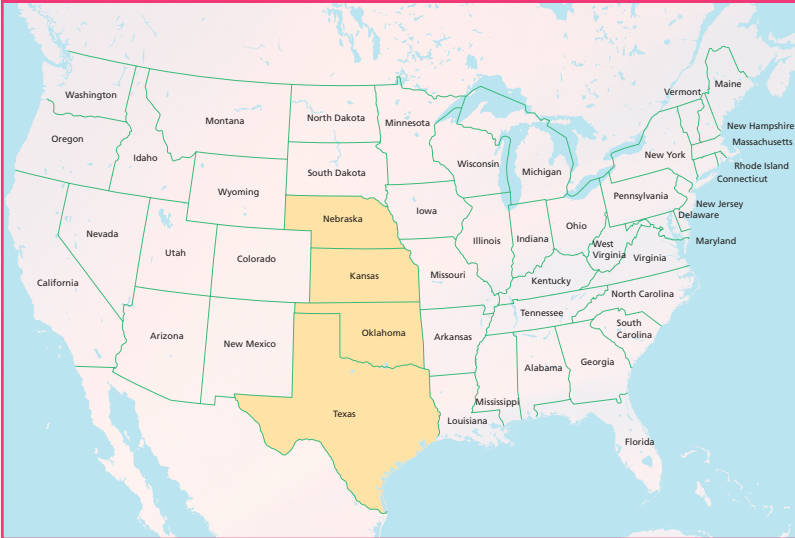 Washington
Oregon
Idaho
Montana
North Dakota
Minnesota
South Dakota
Wyoming
Nebraska
Iowa
Wisconsin
Michigan
Vermont
Maine
New Hampshire
Massachusetts
New York
Rhode Island
Connecticut
Pennsylvania
New Jersey
Delaware
Maryland
Nevada
Utah
Colorado
Kansas
Missouri
Illinois
Indiana
Ohio
West
Virginia
Virginia
Kentucky
California
Arizona
New Mexico
Oklahoma
Arkansas
Tennessee
North Carolina
South
Carolina
Texas
Louisiana
Mississippi
Alabama
Georgia
Florida